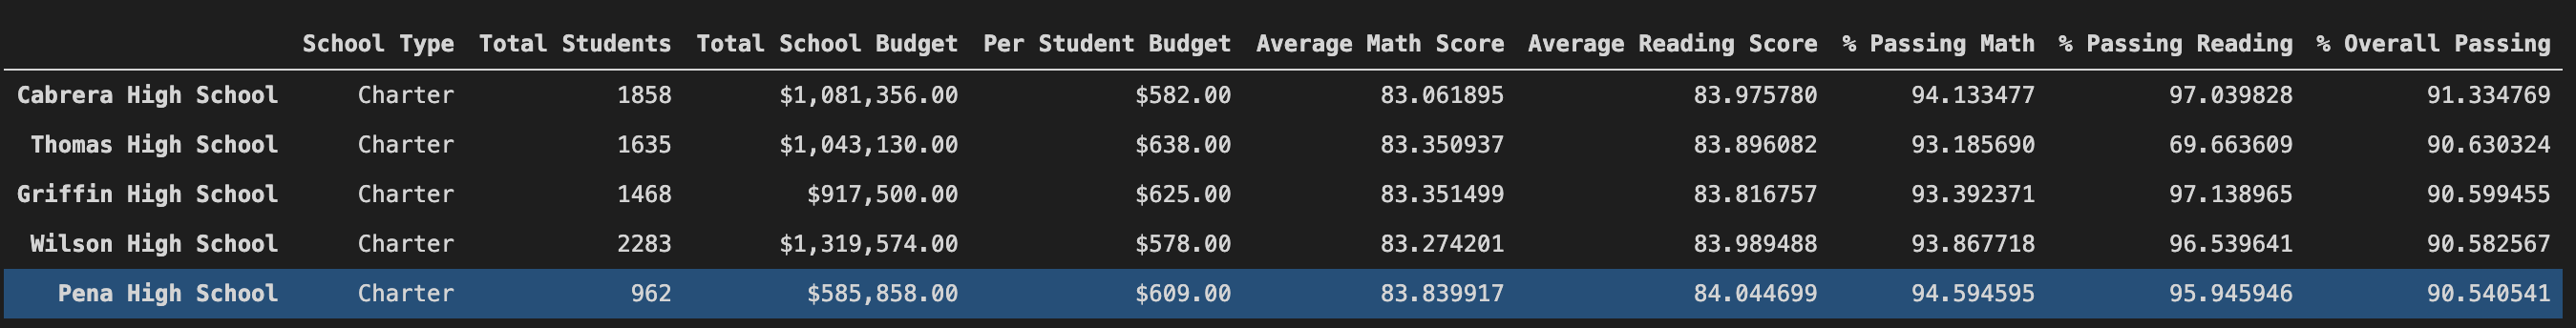 School Type Total Students Total School Budget Per Student Budget Average Math Score Average Reading Score % Passing Math % Passing Reading % Overall Passing
Cabrera High School Charter 1858 $1,081,356.00 $582.00 83.061895 83.975780 94.133477 97.039828 91.334769
Thomas High School Charter 1635 $1,043,130.00 $638.00 83.350937 83.896082 93.185690 69.663609 90.630324
Griffin High School Charter 1468 $917,500.00 $625.00 83.351499 83.816757 93.392371 97.138965 90.599455
Wilson High School Charter 2283 $1,319,574.00 $578.00 83.274201 83.989488 93.867718 96.539641 90.582567
Pena High School Charter 962 $585,858.00 $609.00 83.839917 84.044699 94.594595 95.945946 90.540541